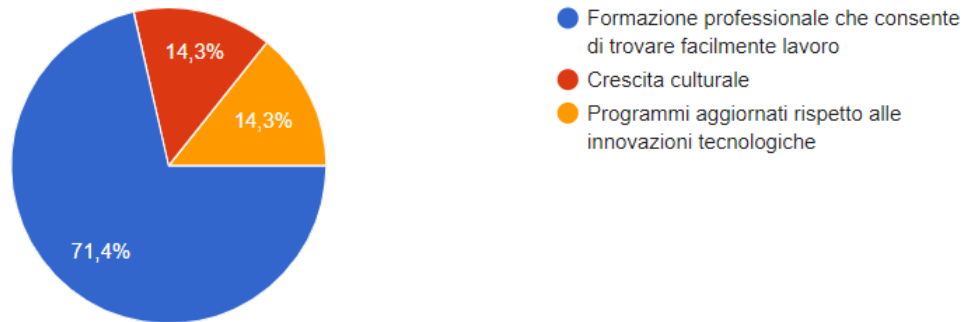 14,3%
14,3%
71,4%
Formazione professionale che consente
di trovare facilmente lavoro
Crescita culturale
Programmi aggiornati rispetto alle
innovazioni tecnologiche